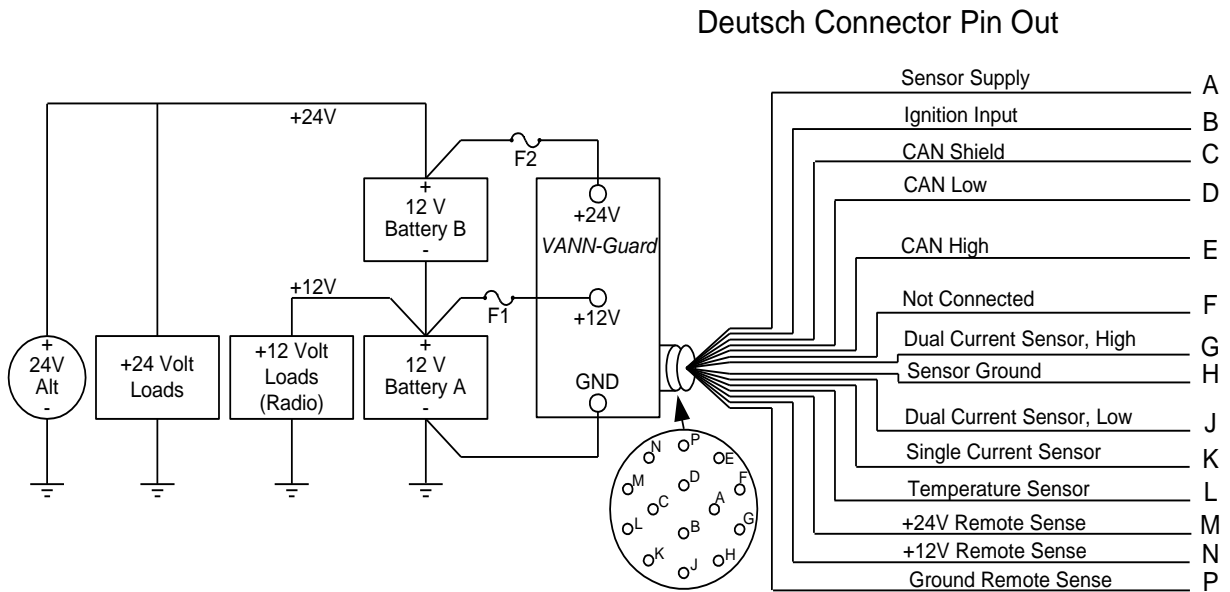 Deutsch Connector Pin Out
+24V
F2
+
12 V
Battery B
-
+24V
VANN-Guard
+12V
F1
+12V
+
24V
Alt
-
+24 Volt
Loads
+12 Volt
Loads
(Radio)
+
12 V
Battery A
-
GND
Sensor Supply A
Ignition Input B
CAN Shield C
CAN Low D
CAN High E
Not Connected F
Dual Current Sensor, High G
Sensor Ground H
Dual Current Sensor, Low J
Single Current Sensor K
Temperature Sensor L
+24V Remote Sense M
+12V Remote Sense N
Ground Remote Sense P
N P E
M D F
C A
L B G
K J H